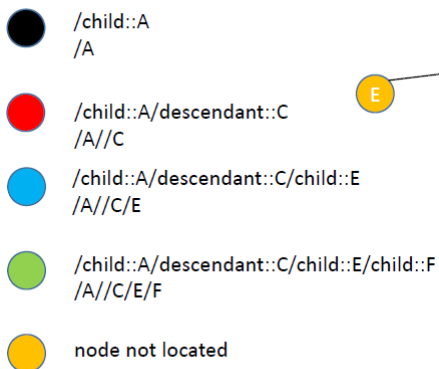 /child::A
/A
E
/child::A/descendant::C
/A//C
/child::A/descendant::C/child::E
/A//C/E
/child::A/descendant::C/child::E/child::F
/A//C/E/F
node not located